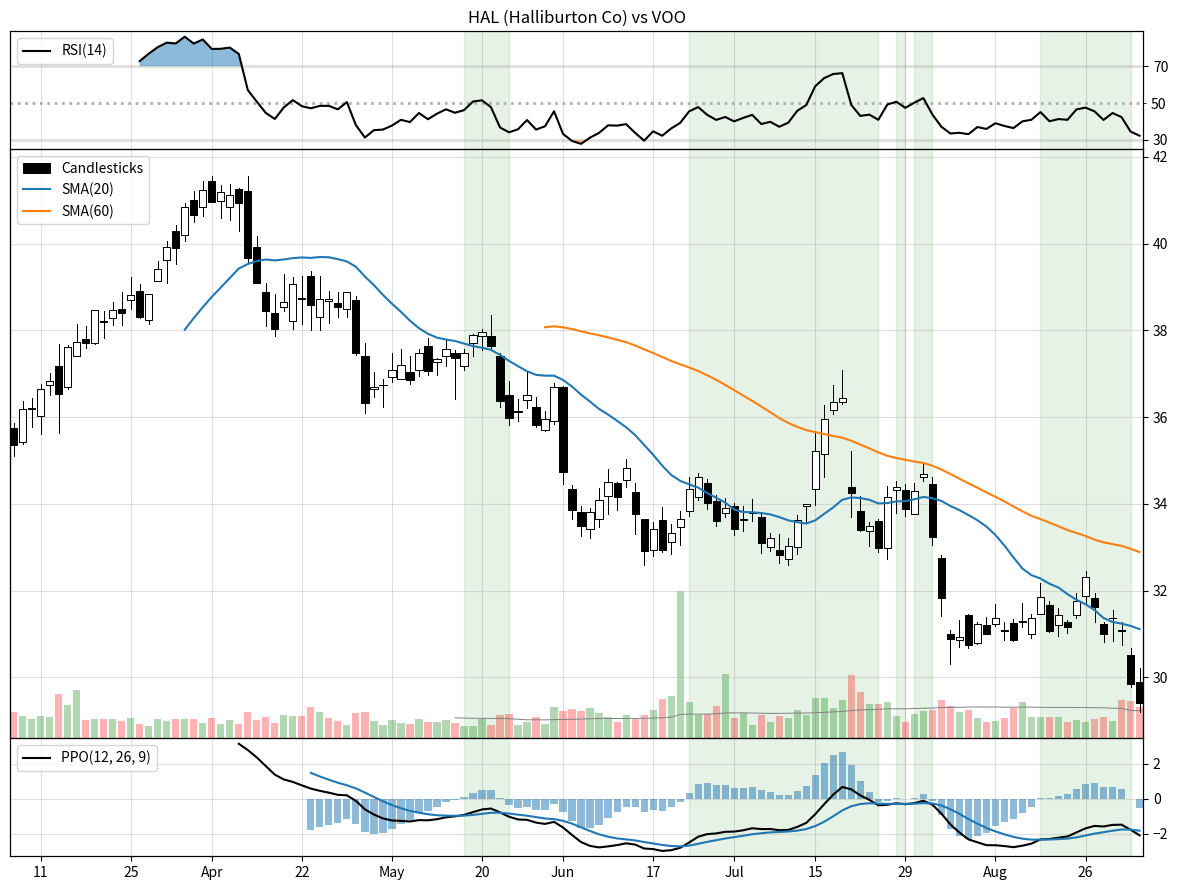 HAL (Halliburton Co) vs VOO
RSI(14)
70
50
30
Candlesticks
SMA(20)
SMA(60)
42
40
38
36
34
32
30
PPO(12, 26, 9)
2
0
−2
11 25 Apr 22 May 20 Jun 17 Jul 15 29 Aug 26